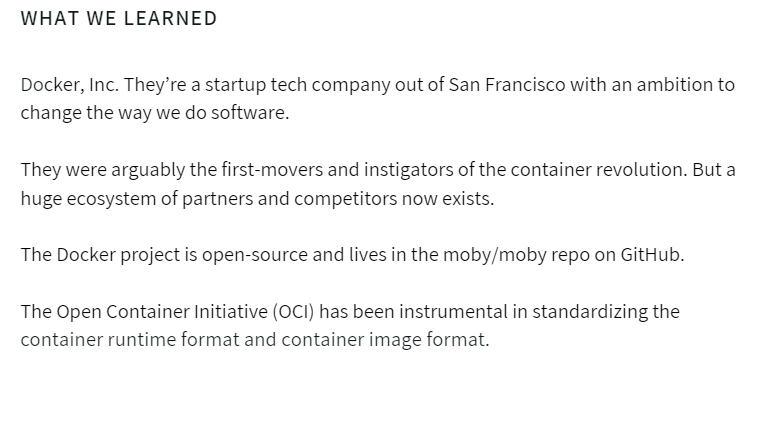 WHAT WE LEARNED
Docker, Inc. They’re a startup tech company out of San Francisco with an ambition to
change the way we do software.
They were arguably the first-movers and instigators of the container revolution. But a
huge ecosystem of partners and competitors now exists.
The Docker project is open-source and lives in the moby/moby repo on GitHub.
The Open Container Initiative (OCI) has been instrumental in standardizing the
container runtime format and container image format.